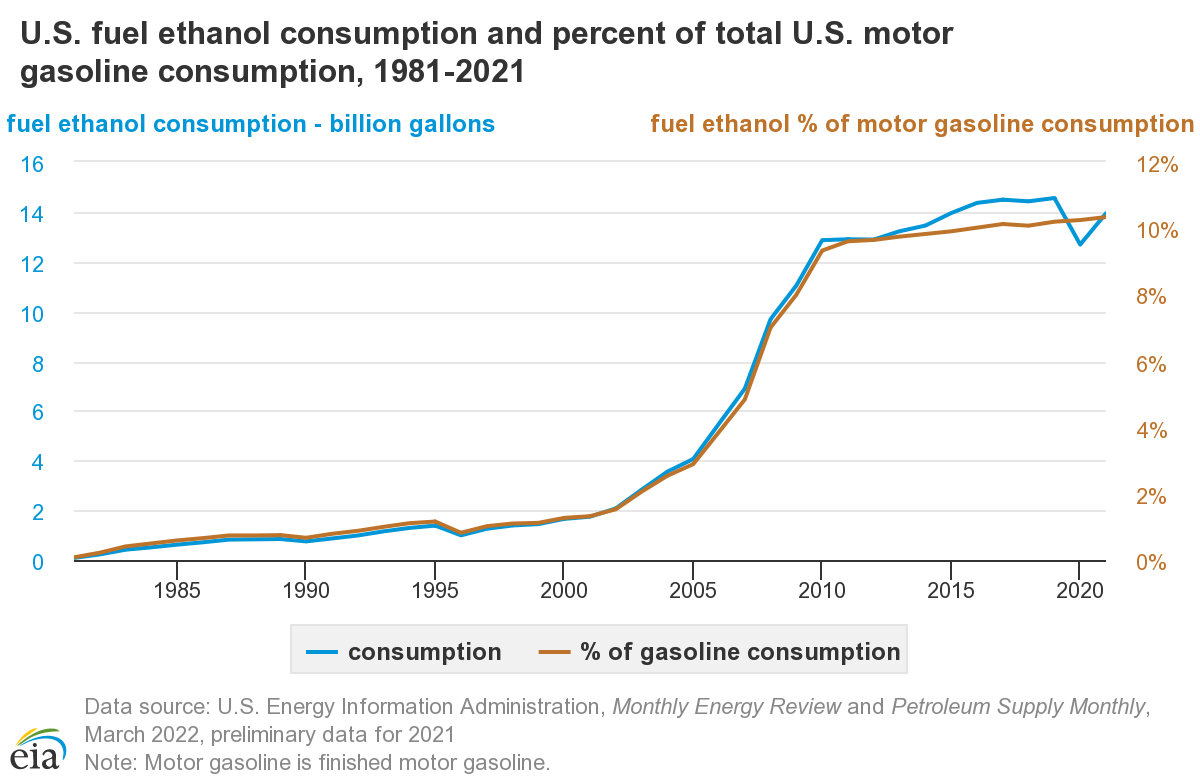 U.S. fuel ethanol consumption and percent of total U.S. motor
gasoline consumption, 1981-2021
fuel ethanol consumption - billion gallons
fuel ethanol % of motor gasoline consumption
16
14
12
10
8
6
4
2
0
12%
10%
8%
6%
4%
2%
0%
1985
1990
1995
2000
2005
2010
2015
2020
consumption
% of gasoline consumption
Data source: U.S. Energy Information Administration, Monthly Energy Review and Petroleum Supply Monthly,
March 2022, preliminary data for 2021
Note: Motor gasoline is finished motor gasoline.
eia